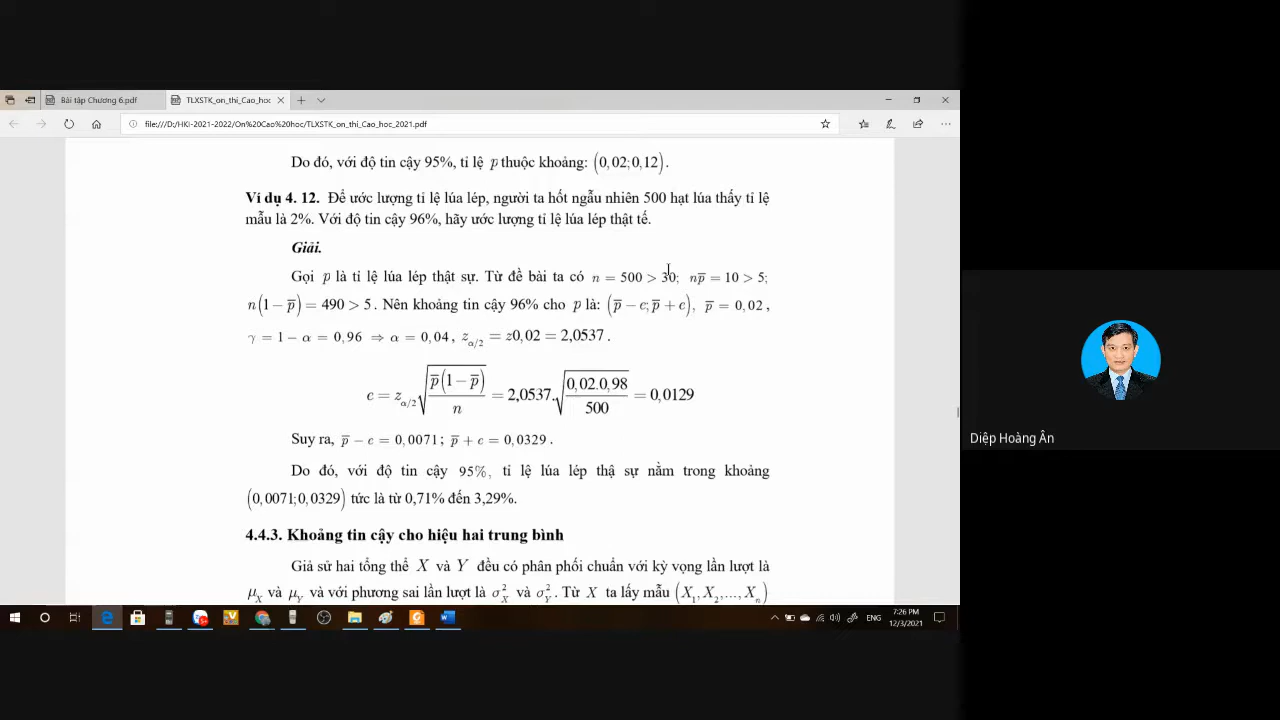 Bài tập Chương 6.pdf
TLXSTK_on_thi_Cao_hoc
file:///D:/HKI-2021-2022/On%20Cao%20hoc/TLXSTK_on_thi_Cao_hoc_2021.pdf
Do đó, với độ tin cậy 95%, tỉ lệ p thuộc khoảng: (0,02;0,12).
Ví dụ 4. 12. Để ước lượng tỉ lệ lúa lép, người ta hốt ngẫu nhiên 500 hạt lúa thấy tỉ lệ
mẫu là 2%. Với độ tin cậy 96%, hãy ước lượng tỉ lệ lúa lép thật tế.
Giải.
Gọi p là tỉ lệ lúa lép thật sự. Từ đề bài ta có n = 500 > 30; np̅ = 10 > 5;
n(1 − p̅) = 490 > 5. Nên khoảng tin cậy 96% cho p là: (p̅ − c; p̅ + c), p̅ = 0,02,
γ = 1 − α = 0,96 ⇒ α = 0,04, z_{α/2} = z0,02 = 2,0537.
c = z_{α/2} √(p̅(1 − p̅)/n) = 2,0537.√(0,02.0,98/500) = 0,0129
Suy ra, p̅ − c = 0,0071; p̅ + c = 0,0329.
Do đó, với độ tin cậy 95%, tỉ lệ lúa lép thậ sự nằm trong khoảng
(0,0071;0,0329) tức là từ 0,71% đến 3,29%.
4.4.3. Khoảng tin cậy cho hiệu hai trung bình
Giả sử hai tổng thể X và Y đều có phân phối chuẩn với kỳ vọng lần lượt là
μ_X và μ_Y và với phương sai lần lượt là σ²_X và σ²_Y. Từ X ta lấy mẫu (X₁, X₂,..., X_n)
Diệp Hoàng Ân
ENG
7:26 PM
12/3/2021